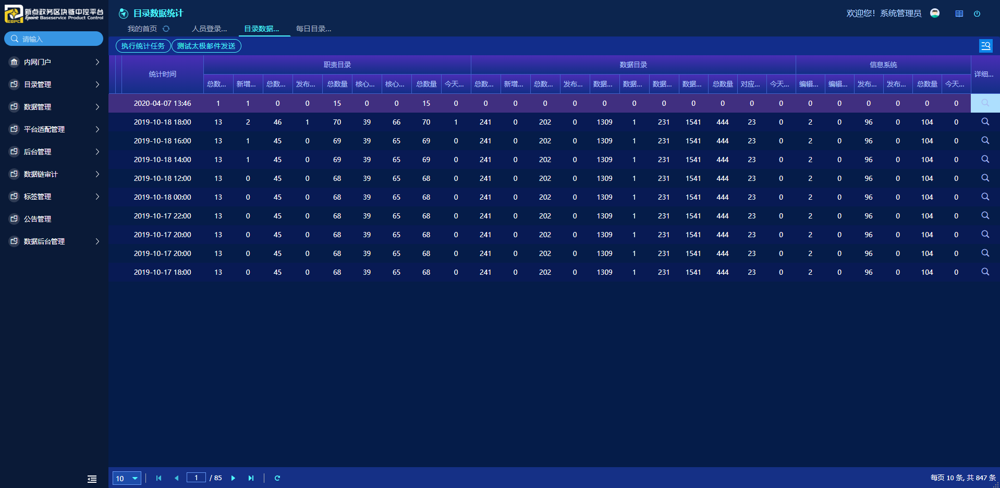 新点政务区块链中控平台
Epoint Baseservice Product Control
EBPC
请输入
内网门户
目录管理
数据管理
平台适配管理
后台管理
数据链审计
标签管理
公告管理
数据后台管理
目录数据统计
欢迎您! 系统管理员
我的首页 人员登录... 目录数据... 每日目录...
执行统计任务 测试太极邮件发送
统计时间 职责目录 数据目录 信息系统 详细...
总数... 新增... 总数... 发布... 总数量 核心... 核心... 总数量 今天... 总数... 新增... 总数... 发布... 数据... 数据... 数据... 数据... 总数量 对应... 今天... 编辑... 编辑... 发布... 发布... 总数量 今天...
2020-04-07 13:46 1 1 0 0 15 0 0 15 0 0 0 0 0 0 0 0 0 0 0 0 0 0 0 0 0 0
2019-10-18 18:00 13 2 46 1 70 39 66 70 1 241 0 202 0 1309 1 231 1541 444 23 0 2 0 96 0 104 0
2019-10-18 16:00 13 1 45 0 69 39 65 69 0 241 0 202 0 1309 1 231 1541 444 23 0 2 0 96 0 104 0
2019-10-18 14:00 13 1 45 0 69 39 65 69 0 241 0 202 0 1309 1 231 1541 444 23 0 2 0 96 0 104 0
2019-10-18 12:00 13 0 45 0 68 39 65 68 0 241 0 202 0 1309 1 231 1541 444 23 0 2 0 96 0 104 0
2019-10-18 00:00 13 0 45 0 68 39 65 68 0 241 0 202 0 1309 1 231 1541 444 23 0 2 0 96 0 104 0
2019-10-17 22:00 13 0 45 0 68 39 65 68 0 241 0 202 0 1309 1 231 1541 444 23 0 2 0 96 0 104 0
2019-10-17 20:00 13 0 45 0 68 39 65 68 0 241 0 202 0 1309 1 231 1541 444 23 0 2 0 96 0 104 0
2019-10-17 20:00 13 0 45 0 68 39 65 68 0 241 0 202 0 1309 1 231 1541 444 23 0 2 0 96 0 104 0
2019-10-17 18:00 13 0 45 0 68 39 65 68 0 241 0 202 0 1309 1 231 1541 444 23 0 2 0 96 0 104 0
10 1 / 85 每页 10 条, 共 847 条